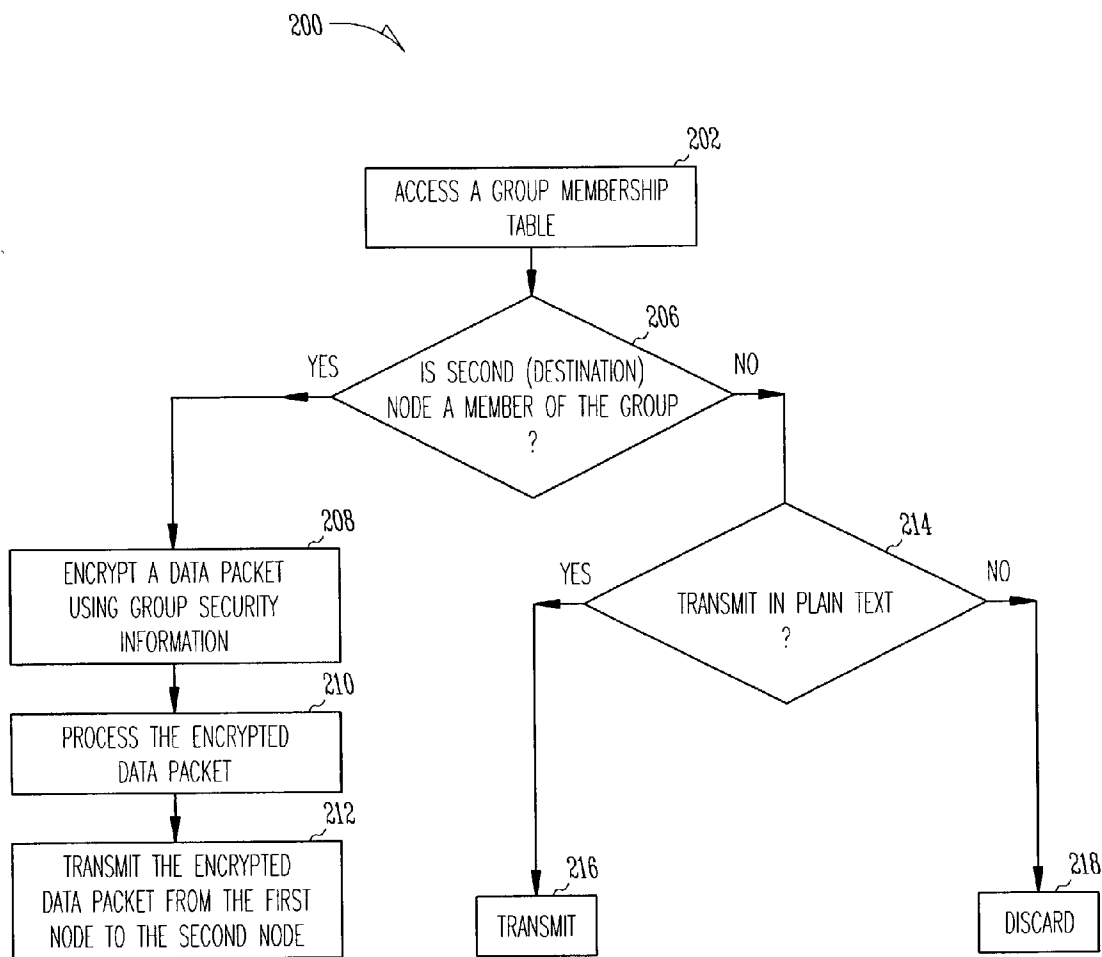 200
202
ACCESS A GROUP MEMBERSHIP
TABLE
206
YES
IS SECOND (DESTINATION)
NODE A MEMBER OF THE GROUP
?
NO
208
ENCRYPT A DATA PACKET
USING GROUP SECURITY
INFORMATION
214
YES
TRANSMIT IN PLAIN TEXT
?
NO
210
PROCESS THE ENCRYPTED
DATA PACKET
212
TRANSMIT THE ENCRYPTED
DATA PACKET FROM THE FIRST
NODE TO THE SECOND NODE
216
TRANSMIT
218
DISCARD